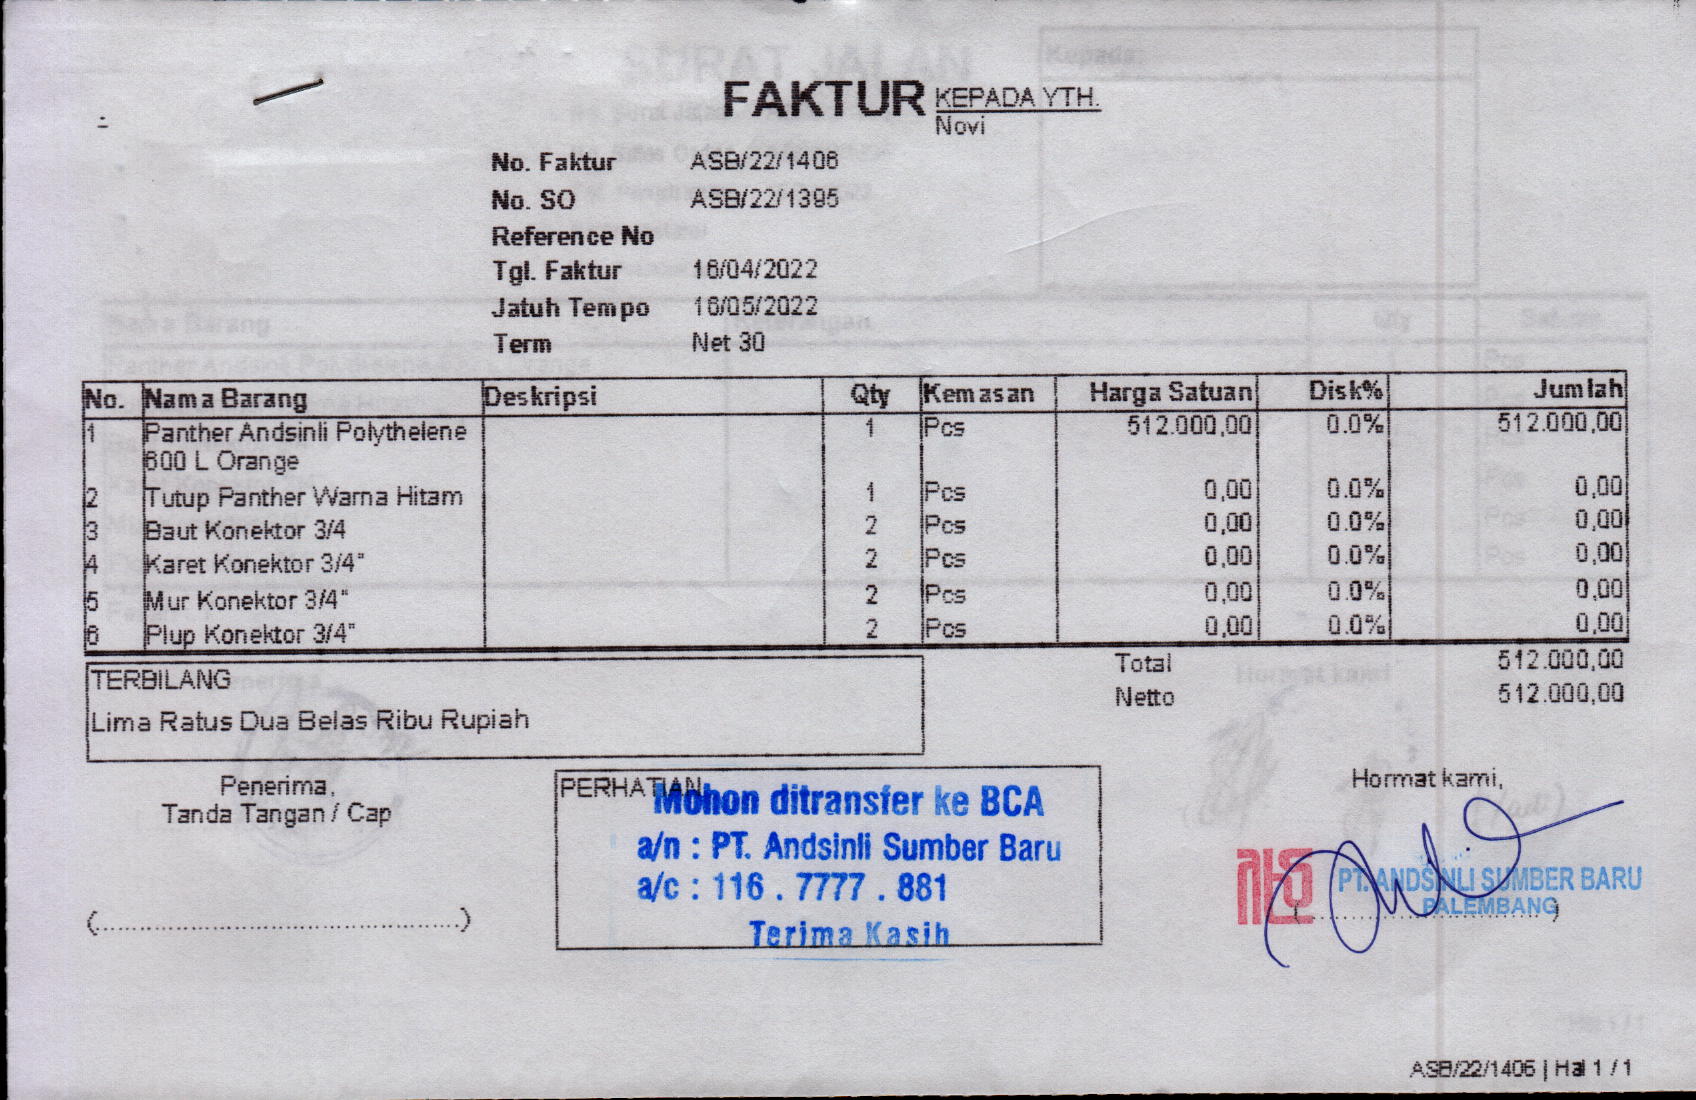 FAKTUR KEPADA YTH.
Novi
No. Faktur ASB/22/1406
No. SO ASB/22/1395
Reference No
Tgl. Faktur 16/04/2022
Jatuh Tempo 16/05/2022
Term Net 30
No. Nama Barang Deskripsi Qty Kemasan Harga Satuan Disk% Jumlah
1 Panther Andsinli Polythelene 1 Pcs 512.000,00 0.0% 512.000,00
600 L Orange
2 Tutup Panther Warna Hitam 1 Pcs 0,00 0.0% 0,00
3 Baut Konektor 3/4 2 Pcs 0,00 0.0% 0,00
4 Karet Konektor 3/4" 2 Pcs 0,00 0.0% 0,00
5 Mur Konektor 3/4" 2 Pcs 0,00 0.0% 0,00
6 Plup Konektor 3/4" 2 Pcs 0,00 0.0% 0,00
Total 512.000,00
Netto 512.000,00
TERBILANG
Lima Ratus Dua Belas Ribu Rupiah
Penerima,
Tanda Tangan / Cap
(....................................................)
PERHATIAN
Mohon ditransfer ke BCA
a/n : PT. Andsinli Sumber Baru
a/c : 116 . 7777 . 881
Terima Kasih
Hormat kami,
PT. ANDSINLI SUMBER BARU
PALEMBANG
ASB/22/1406 | Hal 1 / 1